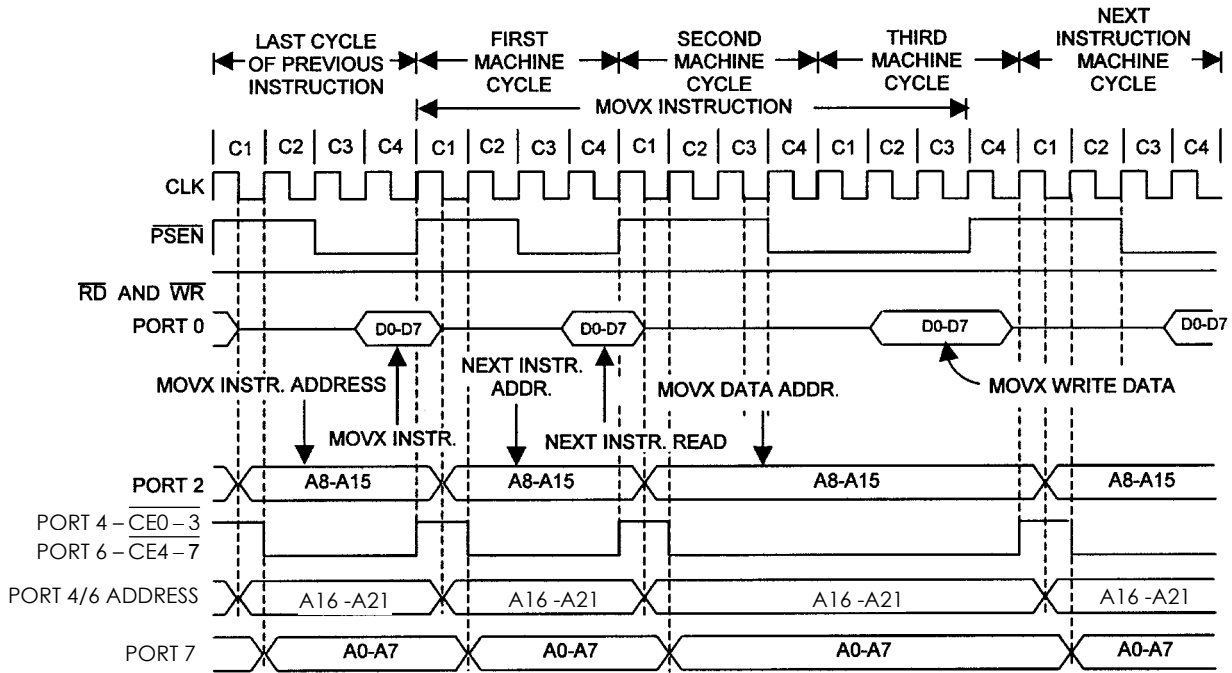 LAST CYCLE
OF PREVIOUS
INSTRUCTION
FIRST
MACHINE
CYCLE
SECOND
MACHINE
CYCLE
THIRD
MACHINE
CYCLE
NEXT
INSTRUCTION
MACHINE
CYCLE
MOVX INSTRUCTION
C1 C2 C3 C4 C1 C2 C3 C4 C1 C2 C3 C4 C1 C2 C3 C4 C1 C2 C3 C4
CLK
PSEN
RD AND WR
PORT 0
D0-D7 D0-D7 D0-D7 D0-D7
MOVX INSTR. ADDRESS
NEXT INSTR.
ADDR.
MOVX DATA ADDR.
MOVX WRITE DATA
MOVX INSTR.
NEXT INSTR. READ
PORT 2 A8-A15 A8-A15 A8-A15 A8-A15
PORT 4 – CE0 – 3
PORT 6 – CE4 – 7
PORT 4/6 ADDRESS A16 -A21 A16 -A21 A16 -A21 A16 -A21
PORT 7 A0-A7 A0-A7 A0-A7 A0-A7